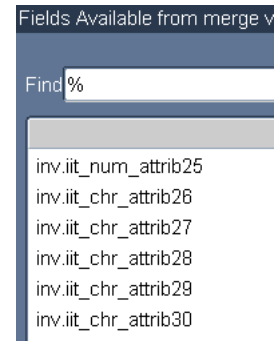 Fields Available from merge v
Find %
inv.iit_num_attrib25
inv.iit_chr_attrib26
inv.iit_chr_attrib27
inv.iit_chr_attrib28
inv.iit_chr_attrib29
inv.iit_chr_attrib30